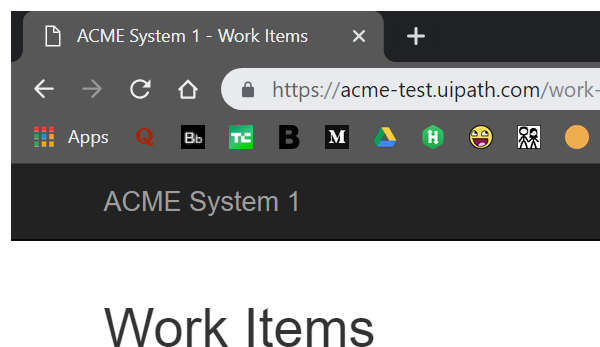 ACME System 1 - Work Items
https://acme-test.uipath.com/work-
Apps Q Bb TC B M
ACME System 1
Work Items